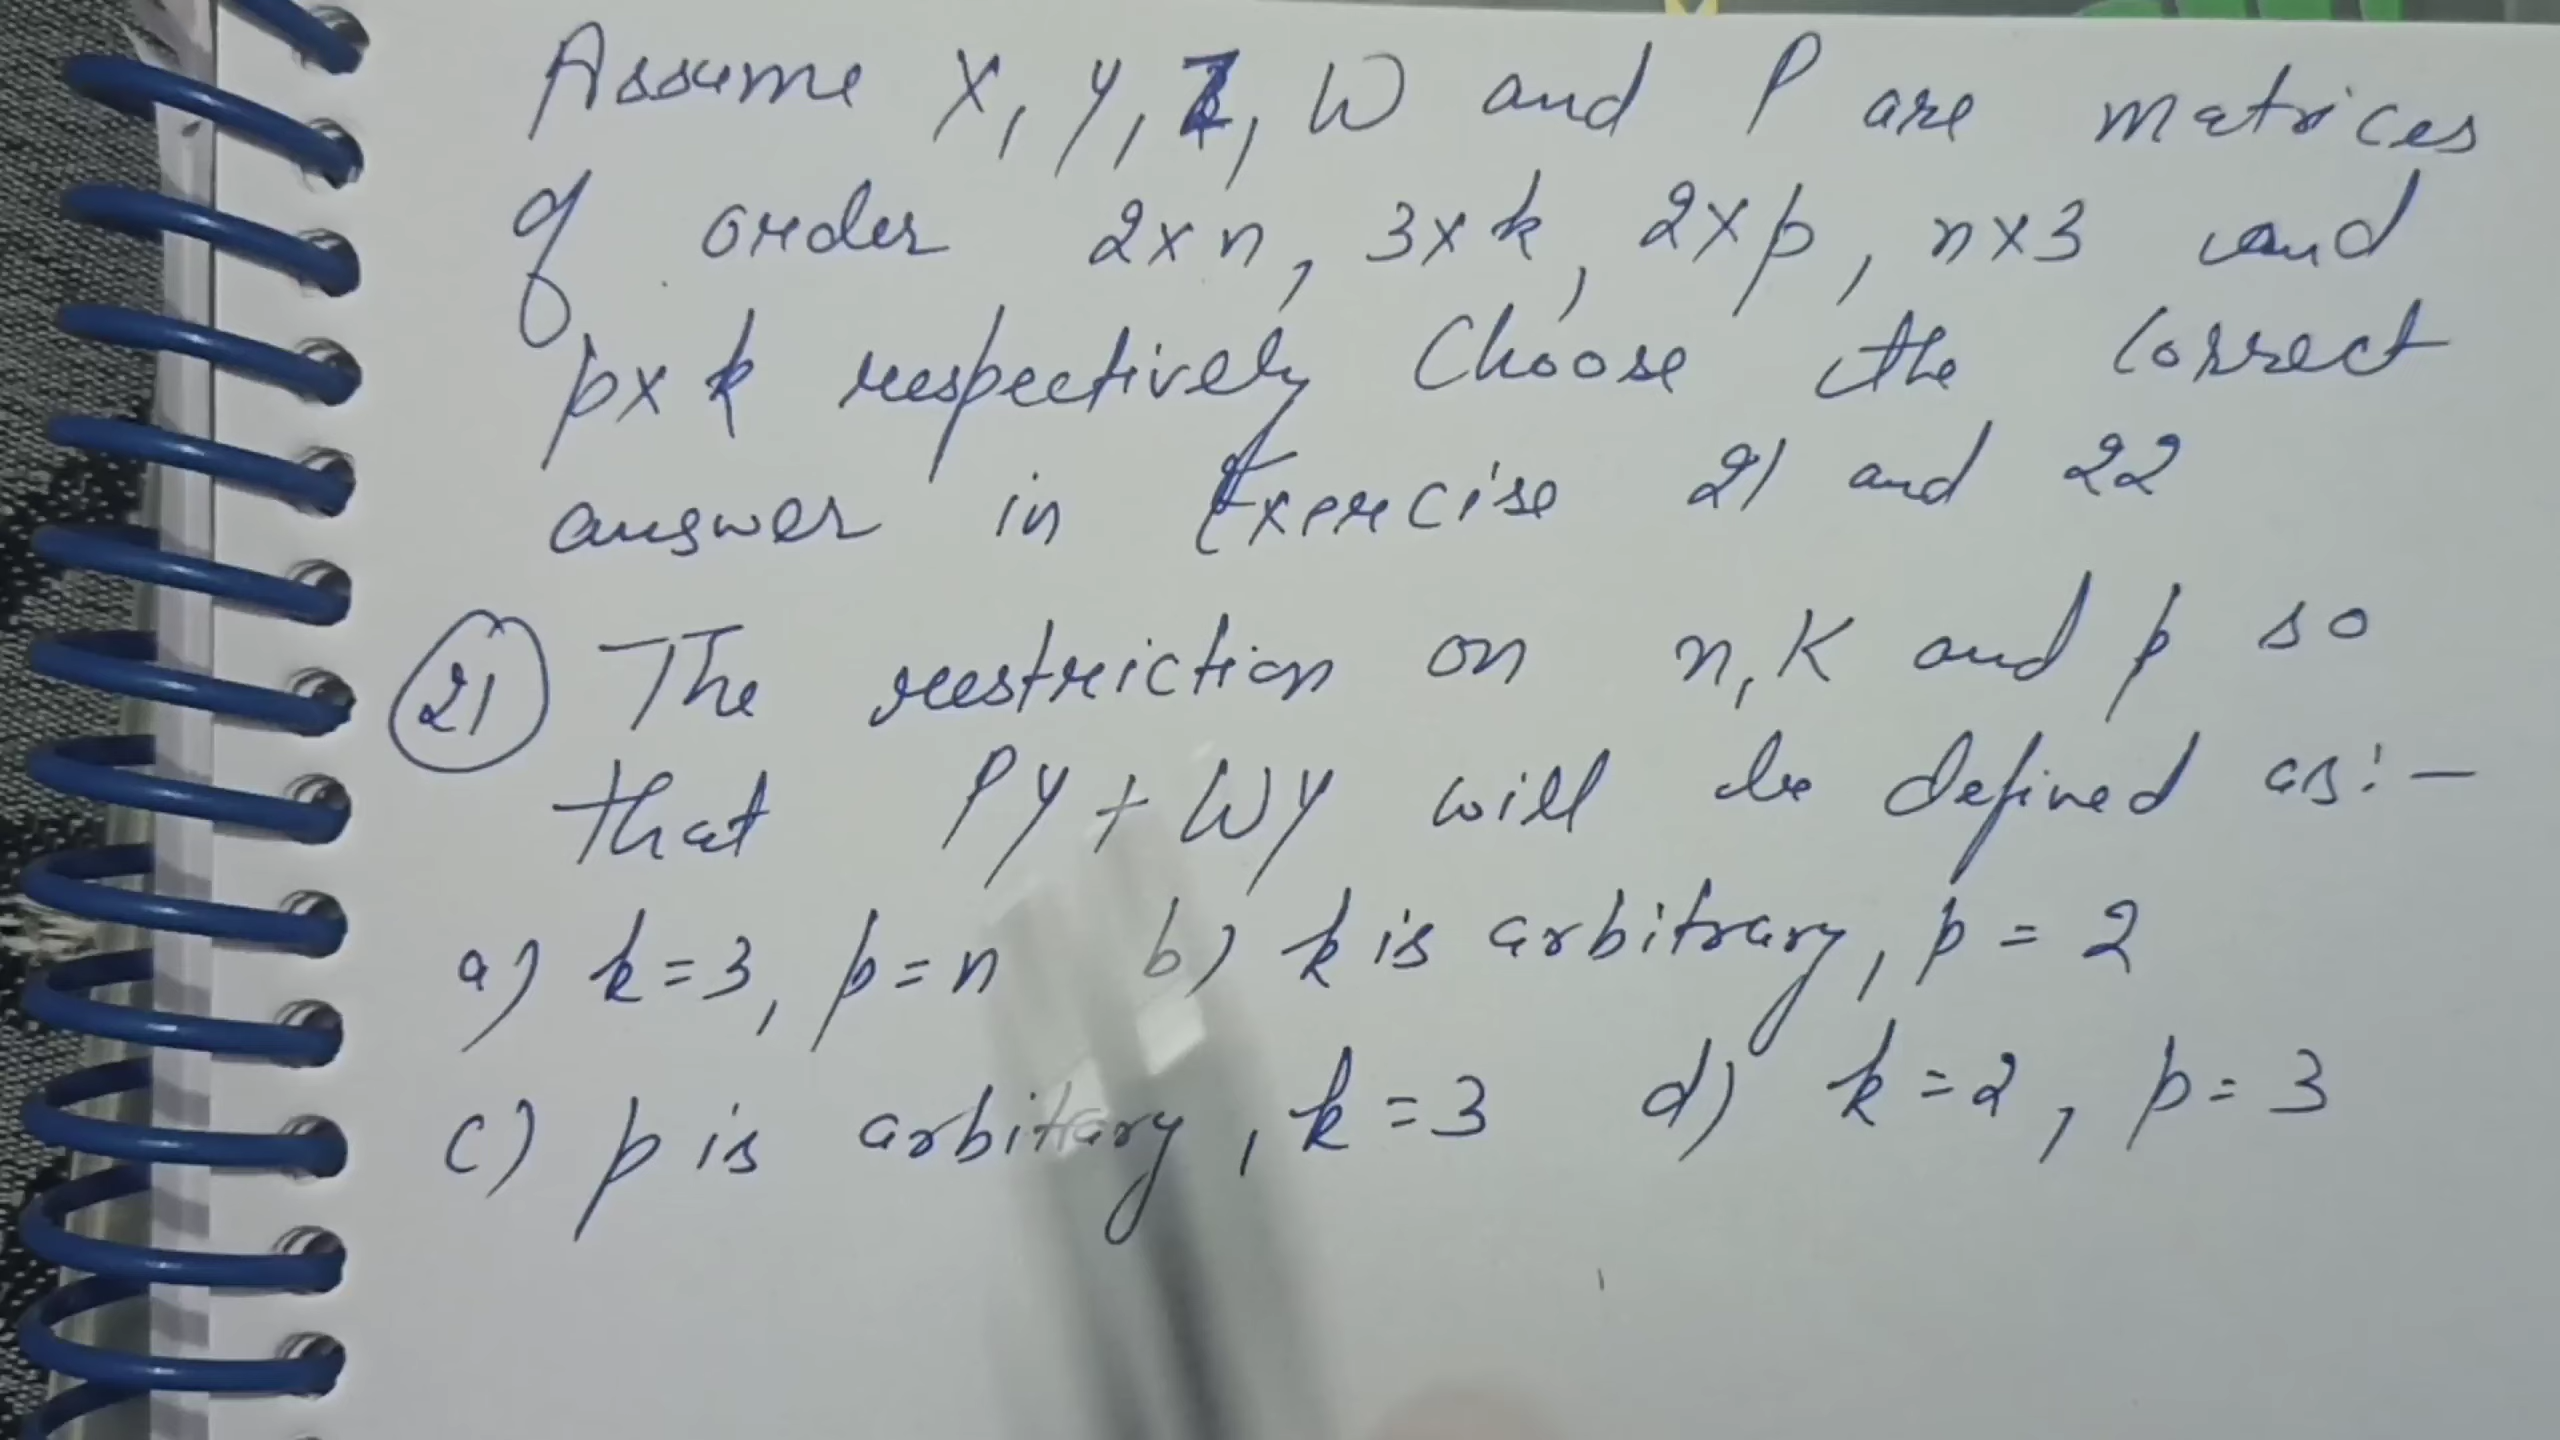 Assume X, Y, Z, W and P are matrices
of order 2×n, 3×k, 2×p, n×3 and
p×k respectively Choose the Correct
answer in Exercise 21 and 22
21 The restriction on n, K and p so
that PY + WY will be defined as:-
a) k=3, p=n b) k is arbitrary, p = 2
c) p is arbitrary, k = 3 d) k = 2, p = 3